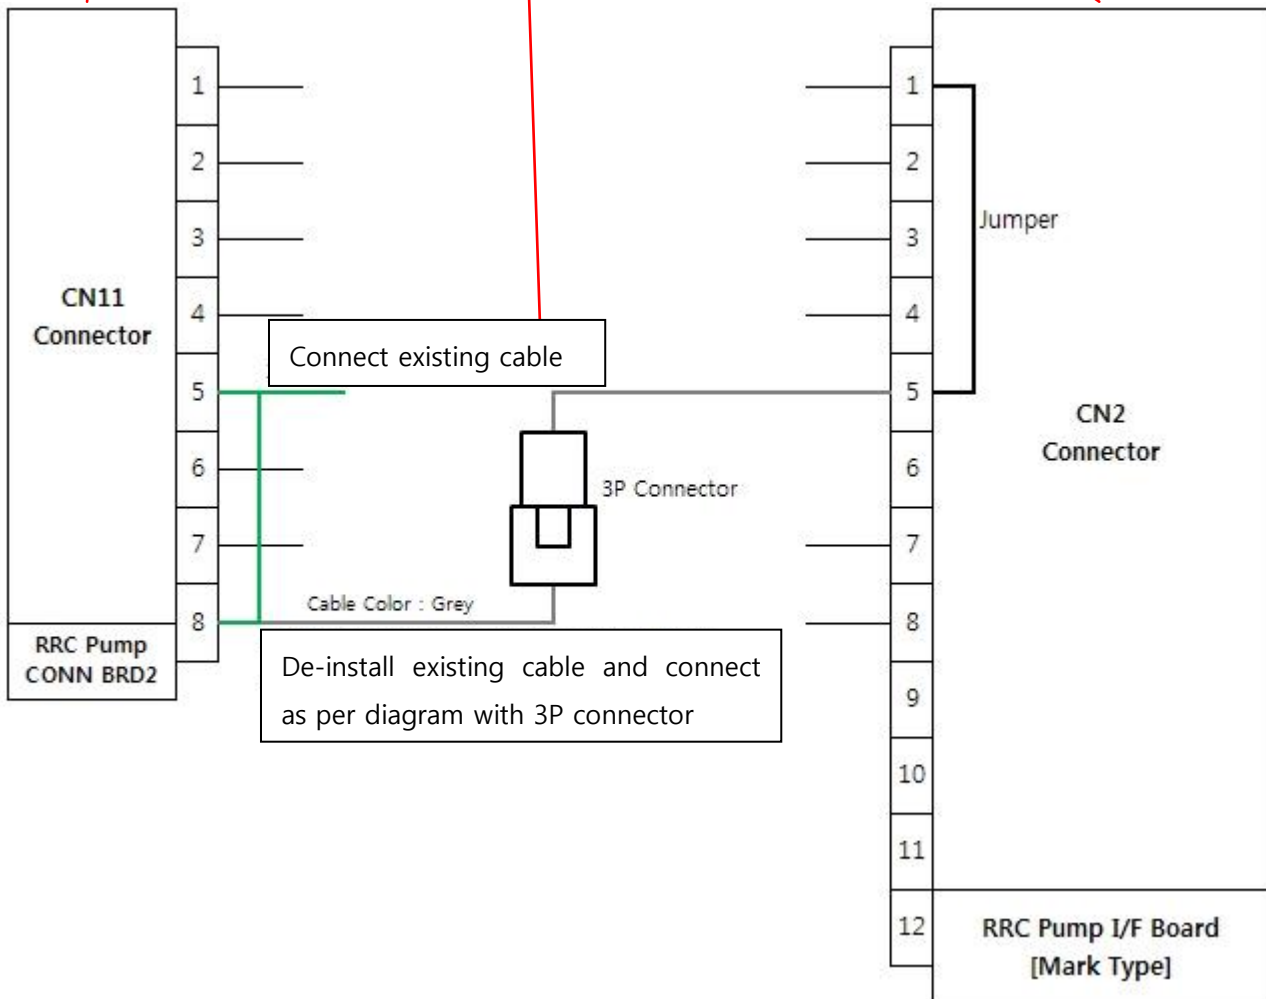 1
2
3
4
5
6
7
8
CN11
Connector
RRC Pump
CONN BRD2
Connect existing cable
3P Connector
Cable Color : Grey
De-install existing cable and connect
as per diagram with 3P connector
1
2
3
4
5
6
7
8
9
10
11
12
Jumper
CN2
Connector
RRC Pump I/F Board
[Mark Type]